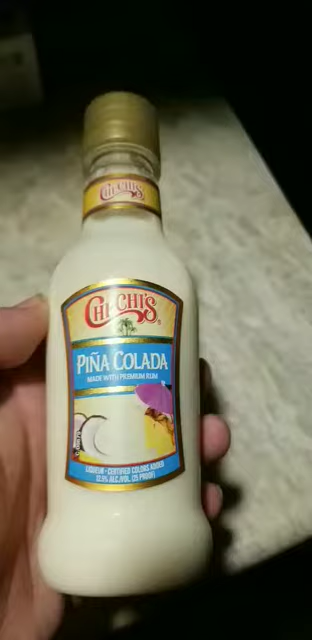 CHI-CHI'S
CHI-CHI'S®
PIÑA COLADA
MADE WITH PREMIUM RUM
LIQUEUR - CERTIFIED COLORS ADDED
12.5% ALC./VOL. (25 PROOF)